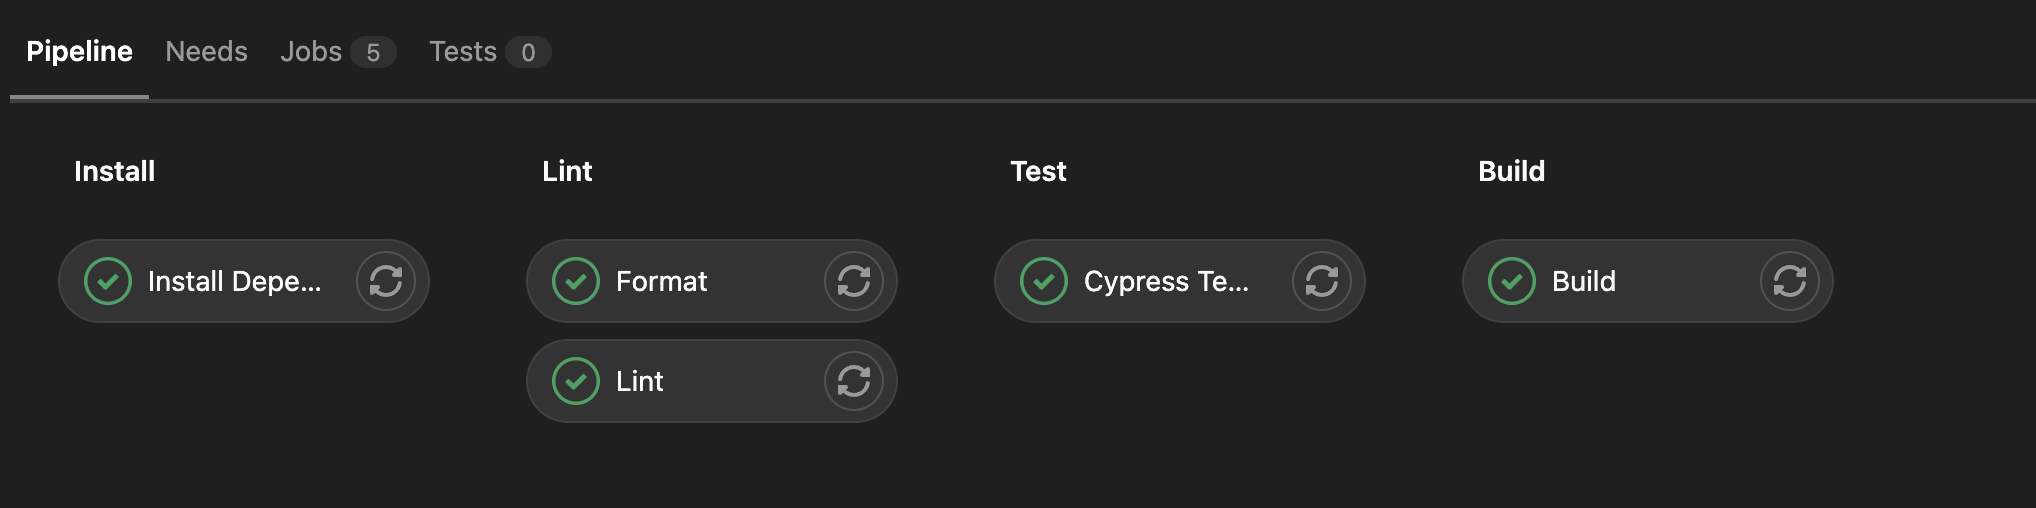 Pipeline Needs Jobs 5 Tests 0
Install Lint Test Build
Install Depe... Format Cypress Te... Build
Lint